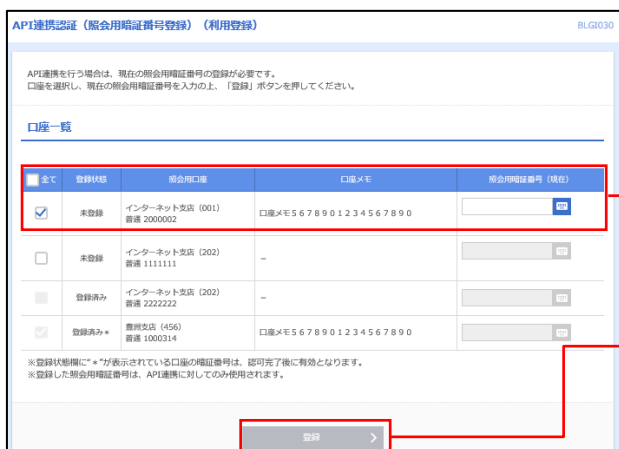 API連携認証（照会用暗証番号登録）（利用登録）
BLGI030
API連携を行う場合は、現在の照会用暗証番号の登録が必要です。
口座を選択し、現在の照会用暗証番号を入力の上、「登録」ボタンを押してください。
口座一覧
全て 登録状態 照会用口座 口座メモ 照会用暗証番号（現在）
未登録 インターネット支店（001） 口座メモ５６７８９０１２３４５６７８９０
普通 2000002
未登録 インターネット支店（202） －
普通 1111111
登録済み インターネット支店（202） －
普通 2222222
登録済み＊ 豊洲支店（456） 口座メモ５６７８９０１２３４５６７８９０
普通 1000314
※登録状態欄に“＊”が表示されている口座の暗証番号は、認可完了後に有効となります。
※登録した照会用暗証番号は、API連携に対してのみ使用されます。
登録